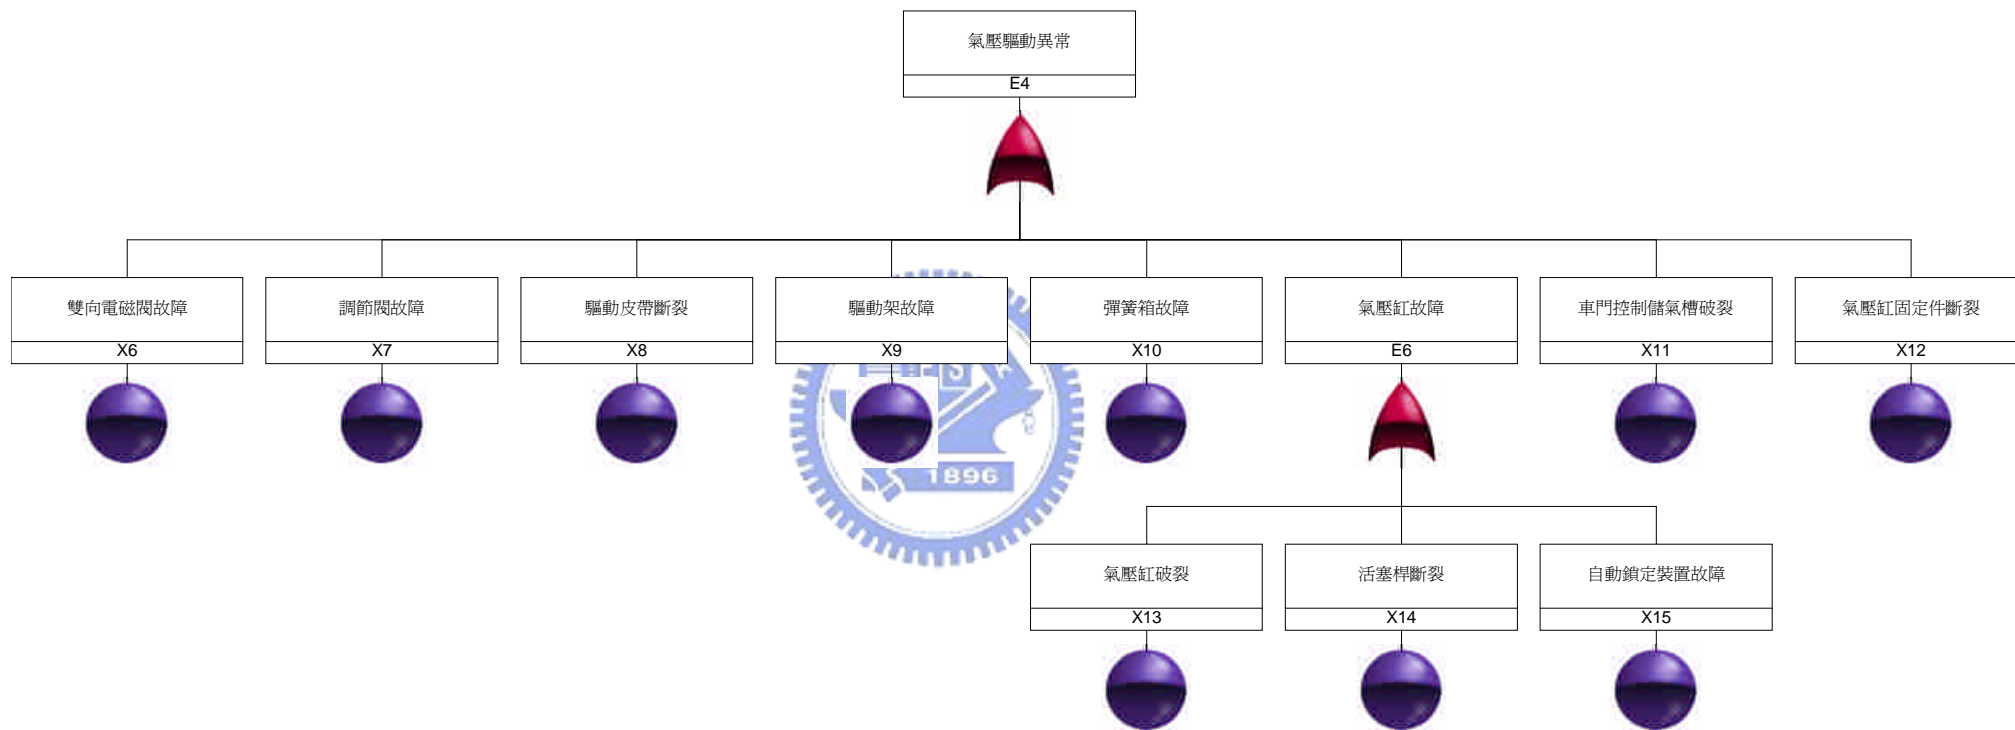 氣壓驅動異常
E4
雙向電磁閥故障
X6
調節閥故障
X7
驅動皮帶斷裂
X8
驅動架故障
X9
彈簧箱故障
X10
氣壓缸故障
E6
車門控制儲氣槽破裂
X11
氣壓缸固定件斷裂
X12
1896
氣壓缸破裂
X13
活塞桿斷裂
X14
自動鎖定裝置故障
X15